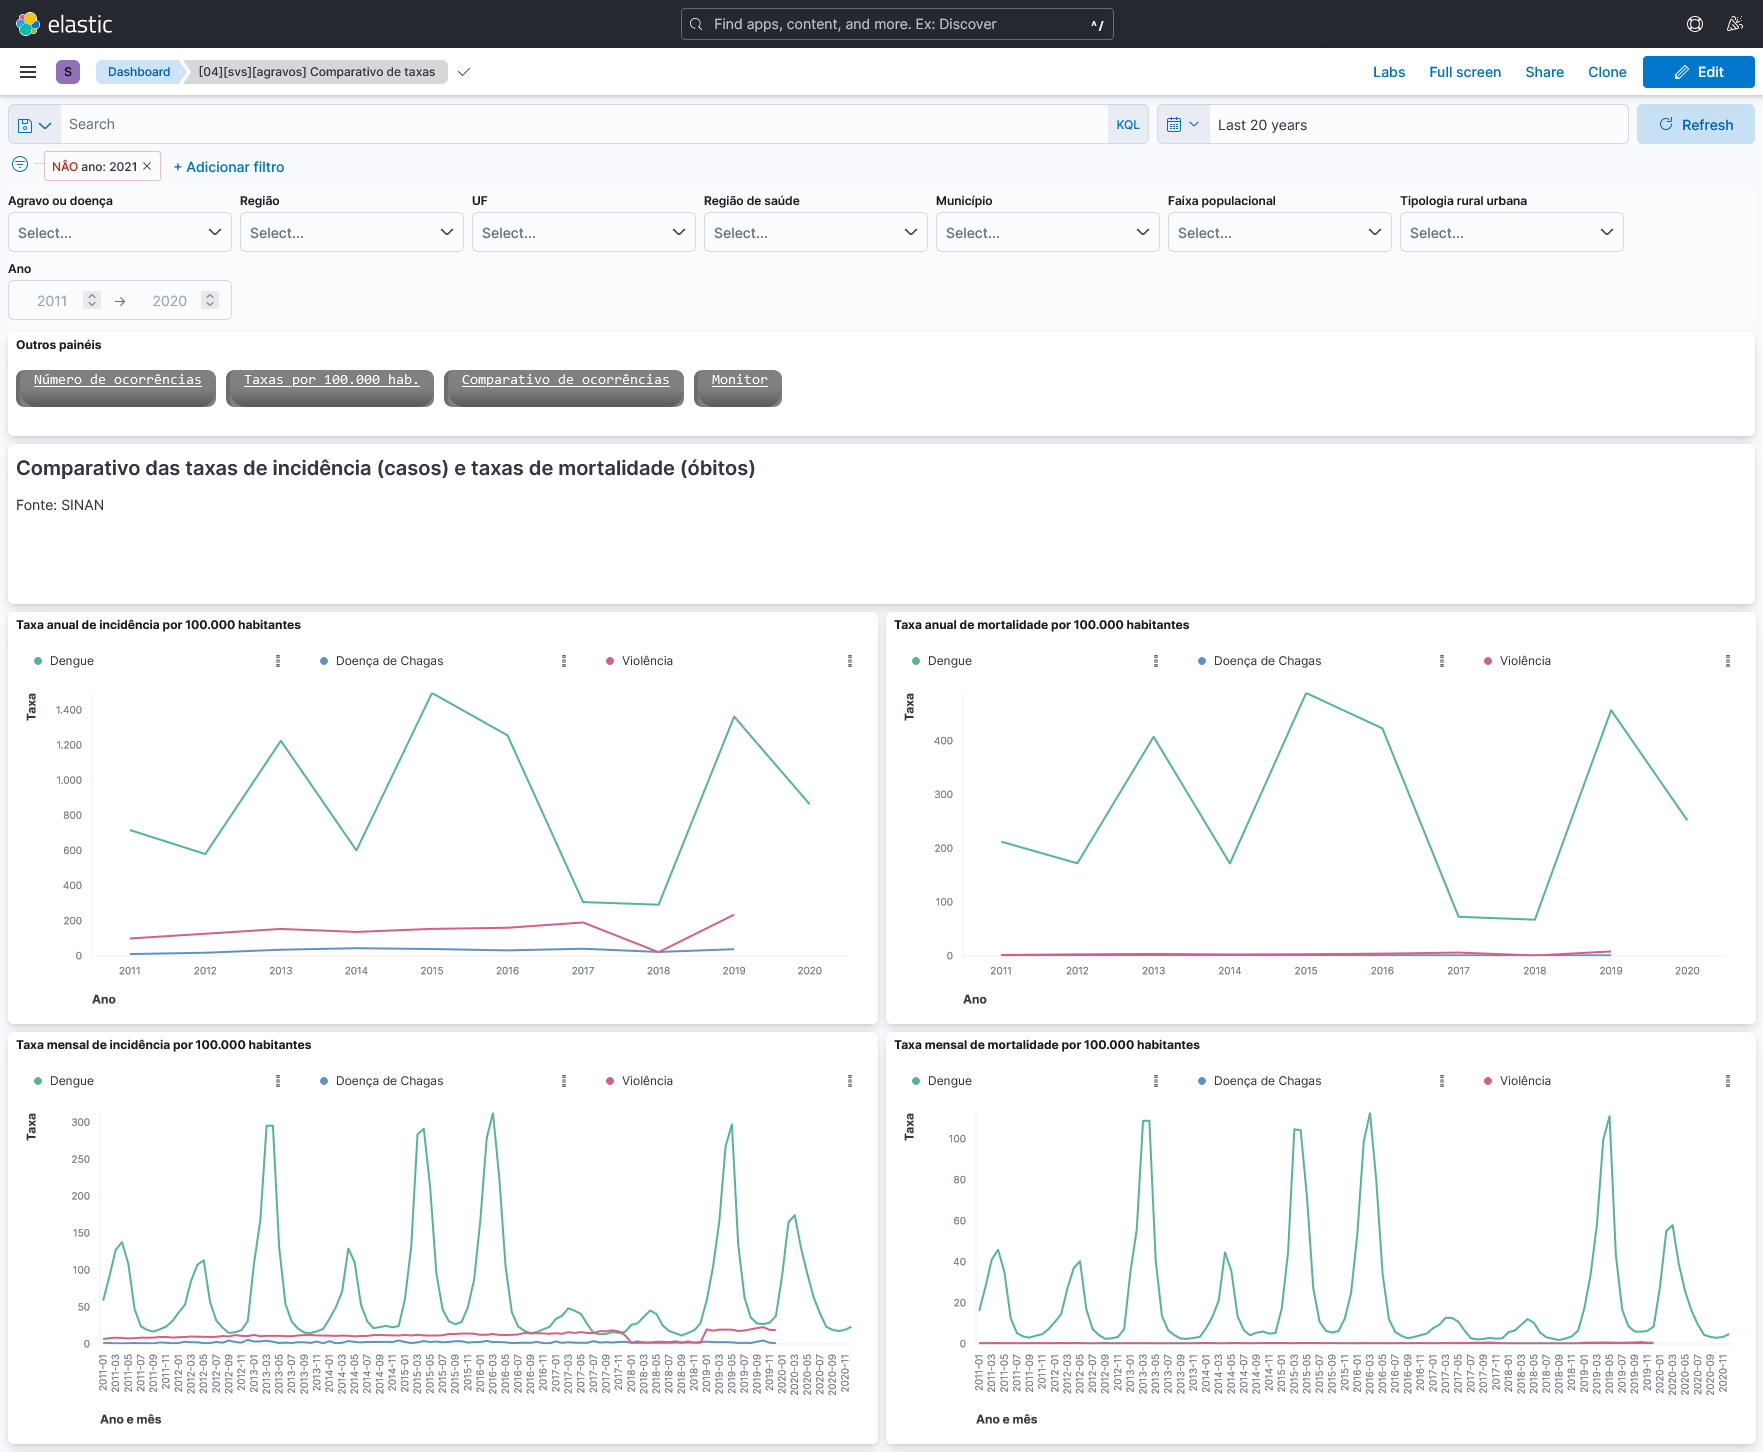 elastic
Find apps, content, and more. Ex: Discover
^/
S
Dashboard
[04][svs][agravos] Comparativo de taxas
Labs
Full screen
Share
Clone
Edit
Search
KQL
Last 20 years
Refresh
NÃO ano: 2021 ×
+ Adicionar filtro
Agravo ou doença
Região
UF
Região de saúde
Município
Faixa populacional
Tipologia rural urbana
Select...
Select...
Select...
Select...
Select...
Select...
Select...
Ano
2011 → 2020
Outros painéis
Número de ocorrências
Taxas por 100.000 hab.
Comparativo de ocorrências
Monitor
Comparativo das taxas de incidência (casos) e taxas de mortalidade (óbitos)
Fonte: SINAN
Taxa anual de incidência por 100.000 habitantes
Dengue
Doença de Chagas
Violência
Taxa
1.400
1.200
1.000
800
600
400
200
0
2011 2012 2013 2014 2015 2016 2017 2018 2019 2020
Ano
Taxa anual de mortalidade por 100.000 habitantes
Dengue
Doença de Chagas
Violência
Taxa
400
300
200
100
0
2011 2012 2013 2014 2015 2016 2017 2018 2019 2020
Ano
Taxa mensal de incidência por 100.000 habitantes
Dengue
Doença de Chagas
Violência
Taxa
300
250
200
150
100
50
0
2011-01 2011-03 2011-05 2011-07 2011-09 2011-11 2012-01 2012-03 2012-05 2012-07 2012-09 2012-11 2013-01 2013-03 2013-05 2013-07 2013-09 2013-11 2014-01 2014-03 2014-05 2014-07 2014-09 2014-11 2015-01 2015-03 2015-05 2015-07 2015-09 2015-11 2016-01 2016-03 2016-05 2016-07 2016-09 2016-11 2017-01 2017-03 2017-05 2017-07 2017-09 2017-11 2018-01 2018-03 2018-05 2018-07 2018-09 2018-11 2019-01 2019-03 2019-05 2019-07 2019-09 2019-11 2020-01 2020-03 2020-05 2020-07 2020-09 2020-11
Ano e mês
Taxa mensal de mortalidade por 100.000 habitantes
Dengue
Doença de Chagas
Violência
Taxa
100
80
60
40
20
0
2011-01 2011-03 2011-05 2011-07 2011-09 2011-11 2012-01 2012-03 2012-05 2012-07 2012-09 2012-11 2013-01 2013-03 2013-05 2013-07 2013-09 2013-11 2014-01 2014-03 2014-05 2014-07 2014-09 2014-11 2015-01 2015-03 2015-05 2015-07 2015-09 2015-11 2016-01 2016-03 2016-05 2016-07 2016-09 2016-11 2017-01 2017-03 2017-05 2017-07 2017-09 2017-11 2018-01 2018-03 2018-05 2018-07 2018-09 2018-11 2019-01 2019-03 2019-05 2019-07 2019-09 2019-11 2020-01 2020-03 2020-05 2020-07 2020-09 2020-11
Ano e mês